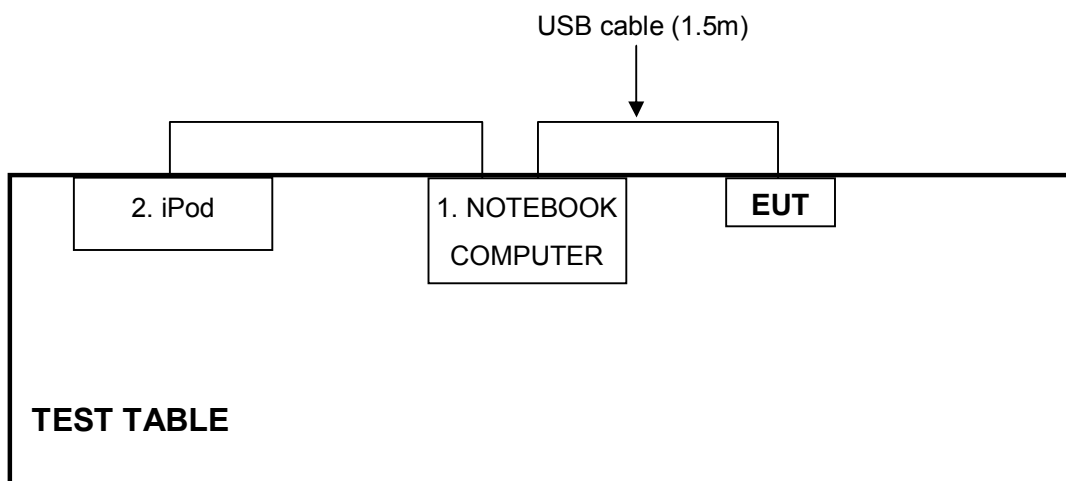 USB cable (1.5m)
2. iPod
1. NOTEBOOK
COMPUTER
EUT
TEST TABLE